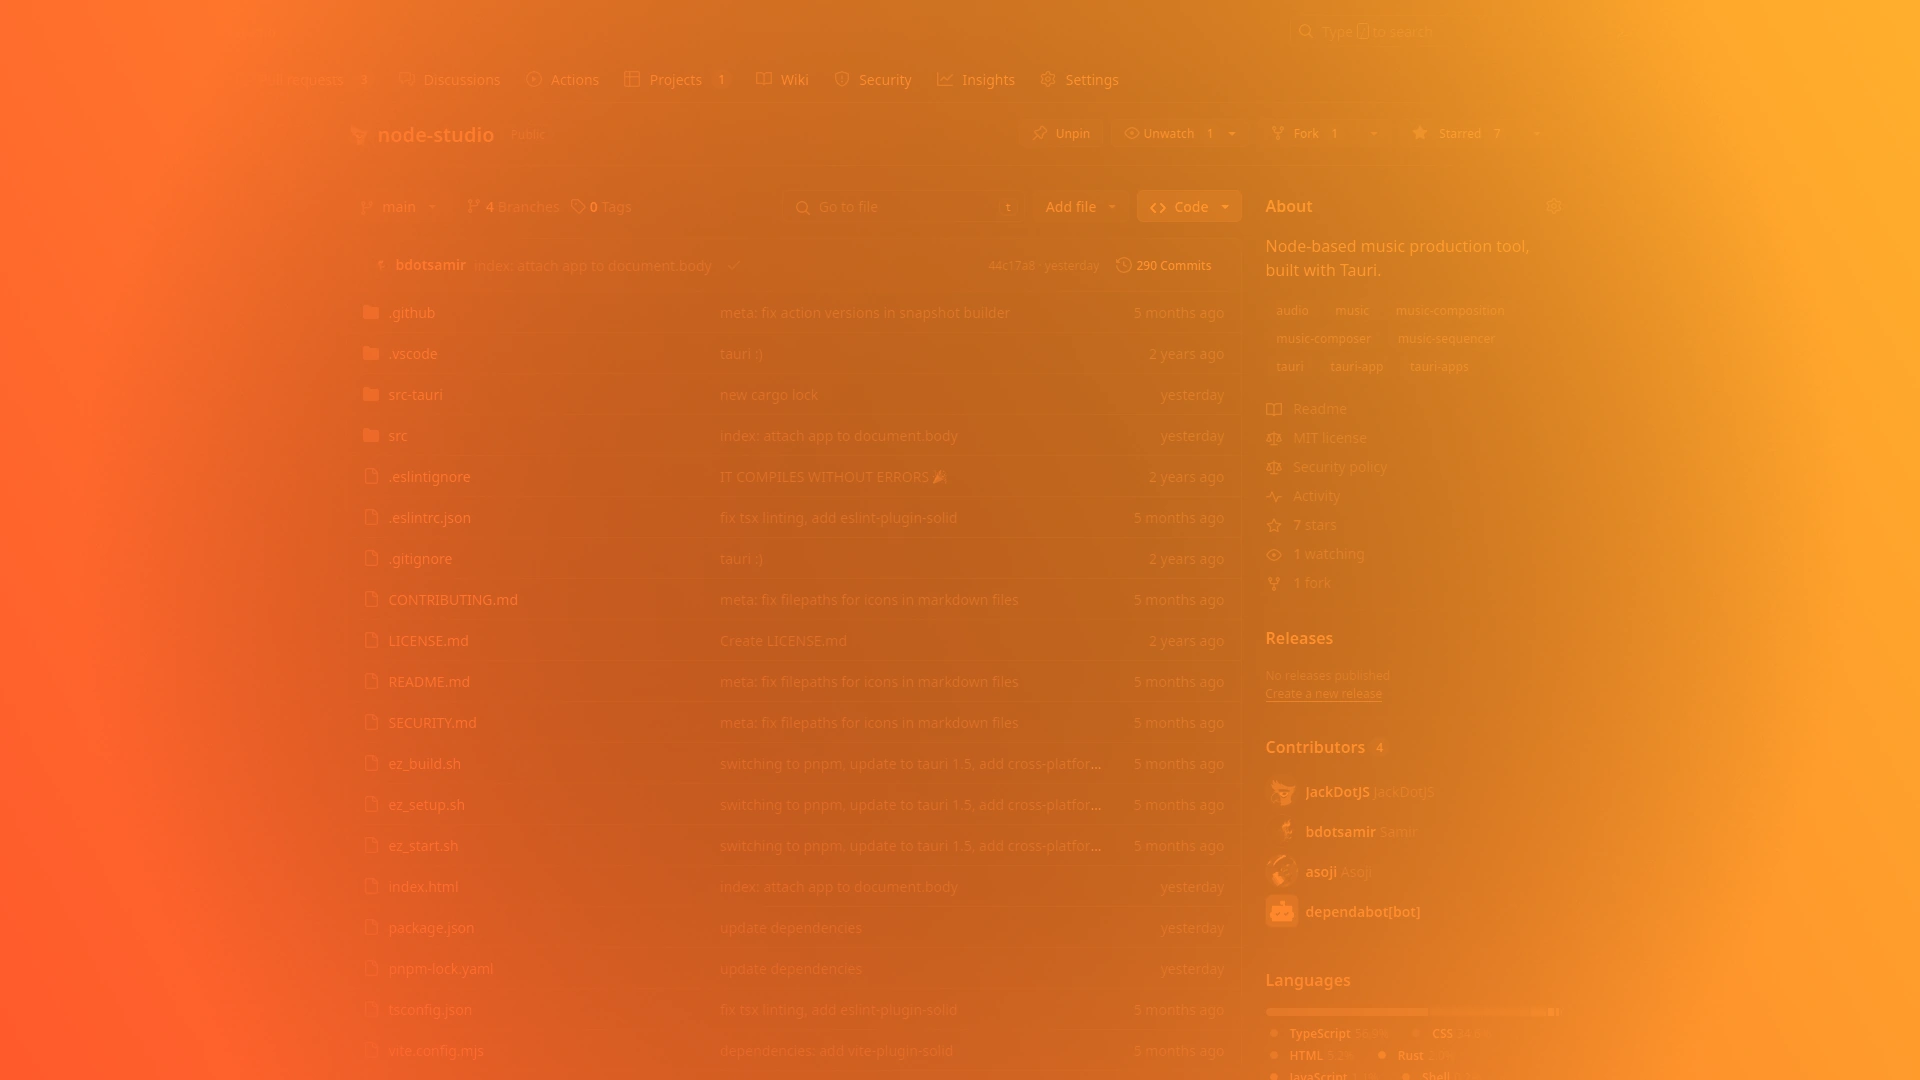 Type / to search
Pull requests 3 Discussions Actions Projects 1 Wiki Security Insights Settings
node-studio Public Unpin Unwatch 1 Fork 1 Starred 7
main 4 Branches 0 Tags Go to file t Add file Code
bdotsamir index: attach app to document.body 44c17a8 · yesterday 290 Commits
.github meta: fix action versions in snapshot builder 5 months ago
.vscode tauri :) 2 years ago
src-tauri new cargo lock yesterday
src index: attach app to document.body yesterday
.eslintignore IT COMPILES WITHOUT ERRORS 🎉 2 years ago
.eslintrc.json fix tsx linting, add eslint-plugin-solid 5 months ago
.gitignore tauri :) 2 years ago
CONTRIBUTING.md meta: fix filepaths for icons in markdown files 5 months ago
LICENSE.md Create LICENSE.md 2 years ago
README.md meta: fix filepaths for icons in markdown files 5 months ago
SECURITY.md meta: fix filepaths for icons in markdown files 5 months ago
ez_build.sh switching to pnpm, update to tauri 1.5, add cross-platfor... 5 months ago
ez_setup.sh switching to pnpm, update to tauri 1.5, add cross-platfor... 5 months ago
ez_start.sh switching to pnpm, update to tauri 1.5, add cross-platfor... 5 months ago
index.html index: attach app to document.body yesterday
package.json update dependencies yesterday
pnpm-lock.yaml update dependencies yesterday
tsconfig.json fix tsx linting, add eslint-plugin-solid 5 months ago
vite.config.mjs dependencies: add vite-plugin-solid 5 months ago
About
Node-based music production tool,
built with Tauri.
audio music music-composition
music-composer music-sequencer
tauri tauri-app tauri-apps
Readme
MIT license
Security policy
Activity
7 stars
1 watching
1 fork
Releases
No releases published
Create a new release
Contributors 4
JackDotJS JackDotJS
bdotsamir Samir
asoji Asoji
dependabot[bot]
Languages
TypeScript CSS
HTML Rust
JavaScript Shell